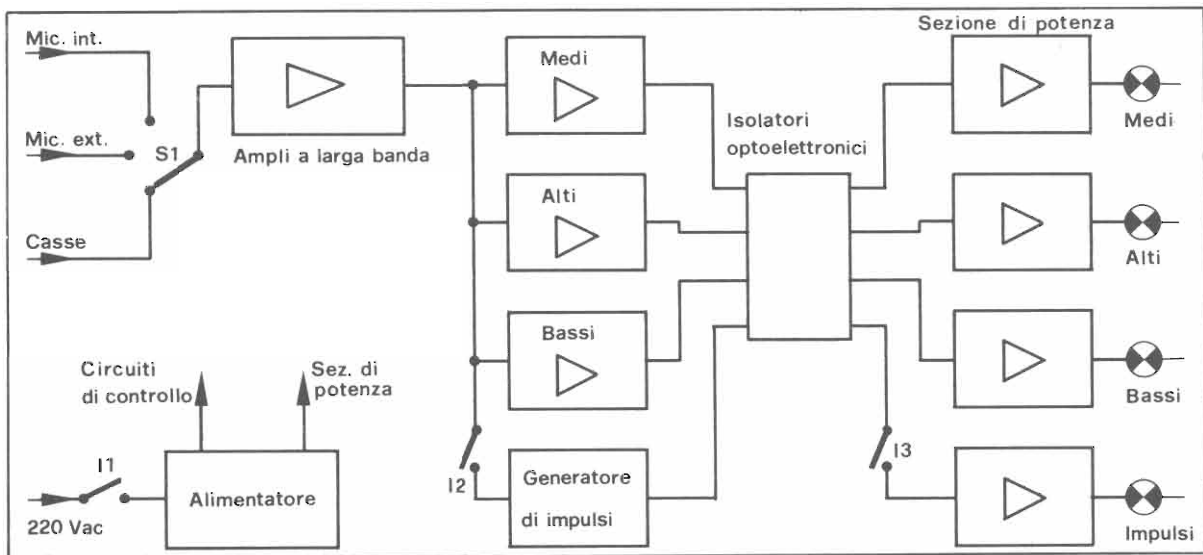 Mic. int.
Mic. ext.
S1
Casse
Ampli a larga banda
Medi
Alti
Bassi
Generatore
di impulsi
Isolatori
optoelettronici
Sezione di potenza
Medi
Alti
Bassi
Impulsi
I2
I3
Circuiti
di controllo
Sez. di
potenza
I1
220 Vac
Alimentatore